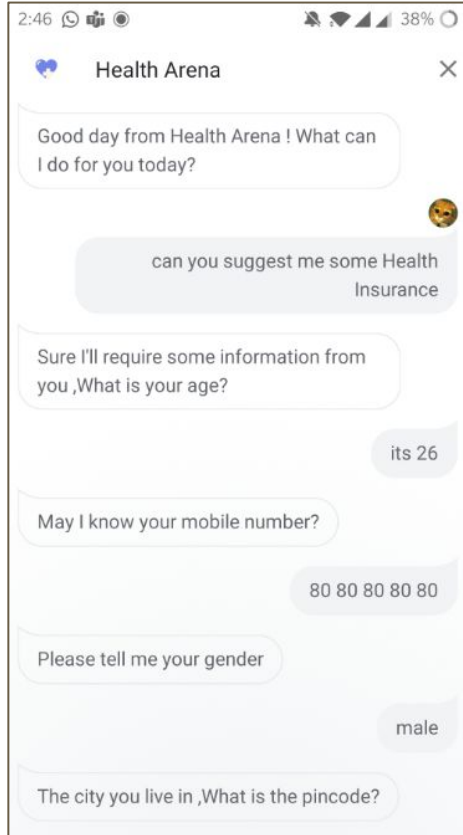 2:46 38%
Health Arena
Good day from Health Arena ! What can
I do for you today?
can you suggest me some Health
Insurance
Sure I'll require some information from
you ,What is your age?
its 26
May I know your mobile number?
80 80 80 80 80
Please tell me your gender
male
The city you live in ,What is the pincode?